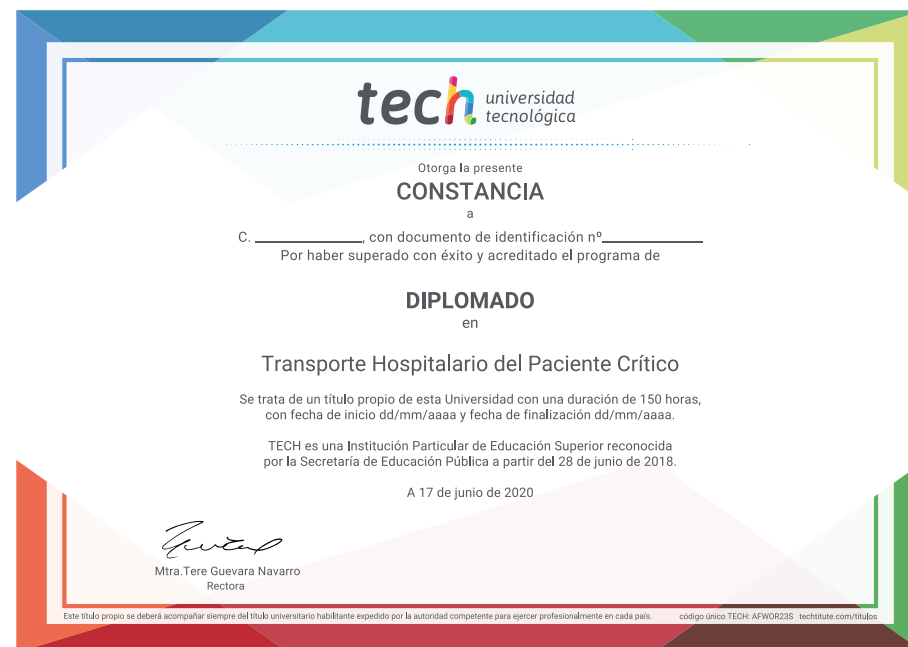 tech universidad
tecnológica
Otorga la presente
CONSTANCIA
a
C. ____________, con documento de identificación nº____________
Por haber superado con éxito y acreditado el programa de
DIPLOMADO
en
Transporte Hospitalario del Paciente Crítico
Se trata de un título propio de esta Universidad con una duración de 150 horas,
con fecha de inicio dd/mm/aaaa y fecha de finalización dd/mm/aaaa.
TECH es una Institución Particular de Educación Superior reconocida
por la Secretaría de Educación Pública a partir del 28 de junio de 2018.
A 17 de junio de 2020
Mtra.Tere Guevara Navarro
Rectora
Este título propio se deberá acompañar siempre del título universitario habilitante expedido por la autoridad competente para ejercer profesionalmente en cada país. código único TECH: AFWOR23S techtitute.com/titulos